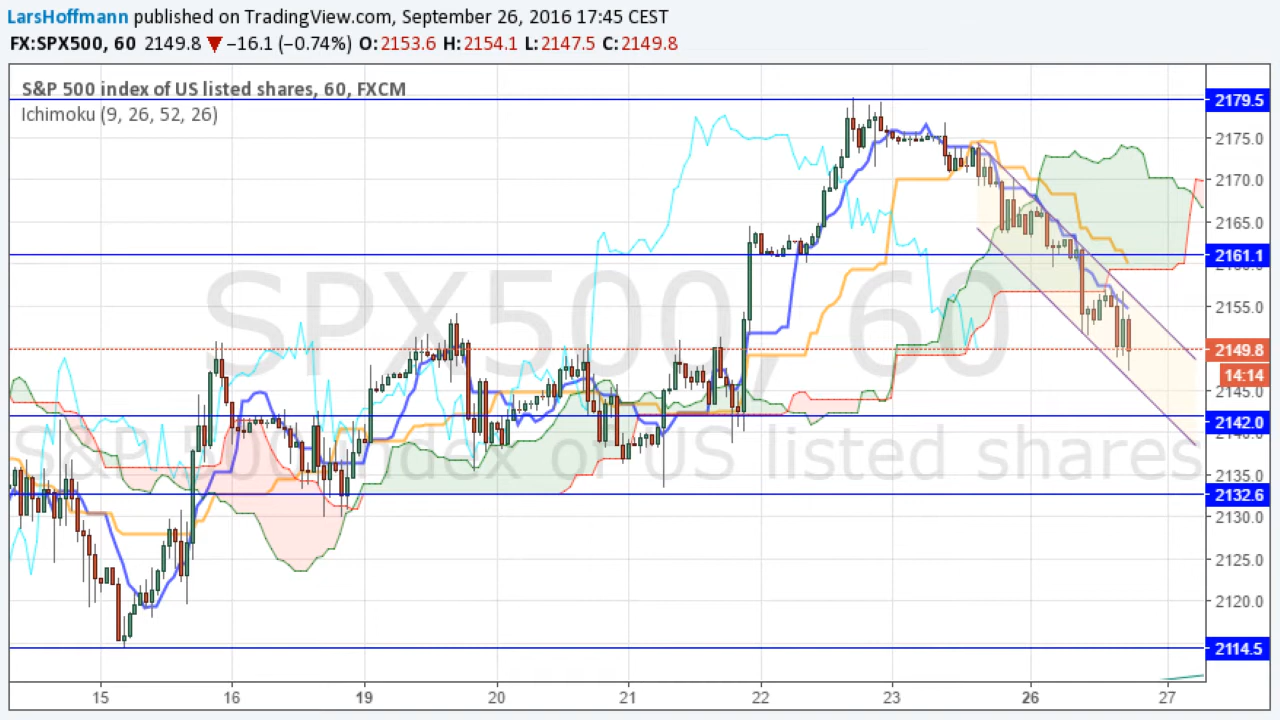 LarsHoffmann published on TradingView.com, September 26, 2016 17:45 CEST
FX:SPX500, 60 2149.8 ▼ −16.1 (−0.74%) O:2153.6 H:2154.1 L:2147.5 C:2149.8
S&P 500 index of US listed shares, 60, FXCM
Ichimoku (9, 26, 52, 26)
SPX500, 60
S&P 500 index of US listed shares
2179.5
2175.0
2170.0
2165.0
2161.1
2160.0
2155.0
2149.8
14:14
2145.0
2142.0
2140.0
2135.0
2132.6
2130.0
2125.0
2120.0
2114.5
15 16 19 20 21 22 23 26 27